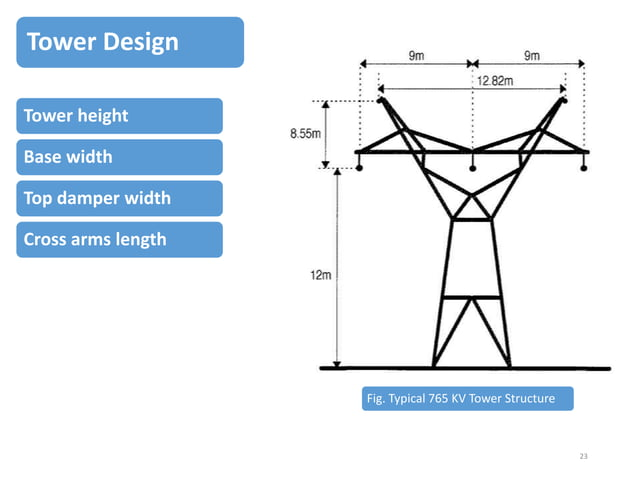 Tower Design
Tower height
Base width
Top damper width
Cross arms length
9m 9m
12.82m
8.55m
12m
Fig. Typical 765 KV Tower Structure
23